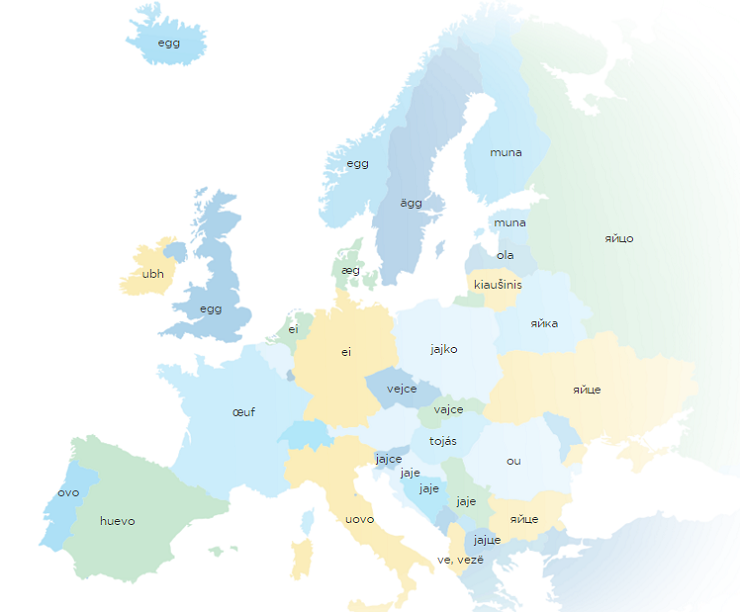 egg
muna
egg
ägg
muna
яйцо
ola
ubh
æg
kiaušinis
egg
ei
яйка
ei
jajko
vejce
яйце
œuf
vajce
tojás
jajce
ou
jaje
jaje
ovo
jaje
huevo
uovo
яйце
jajце
ve, vezë